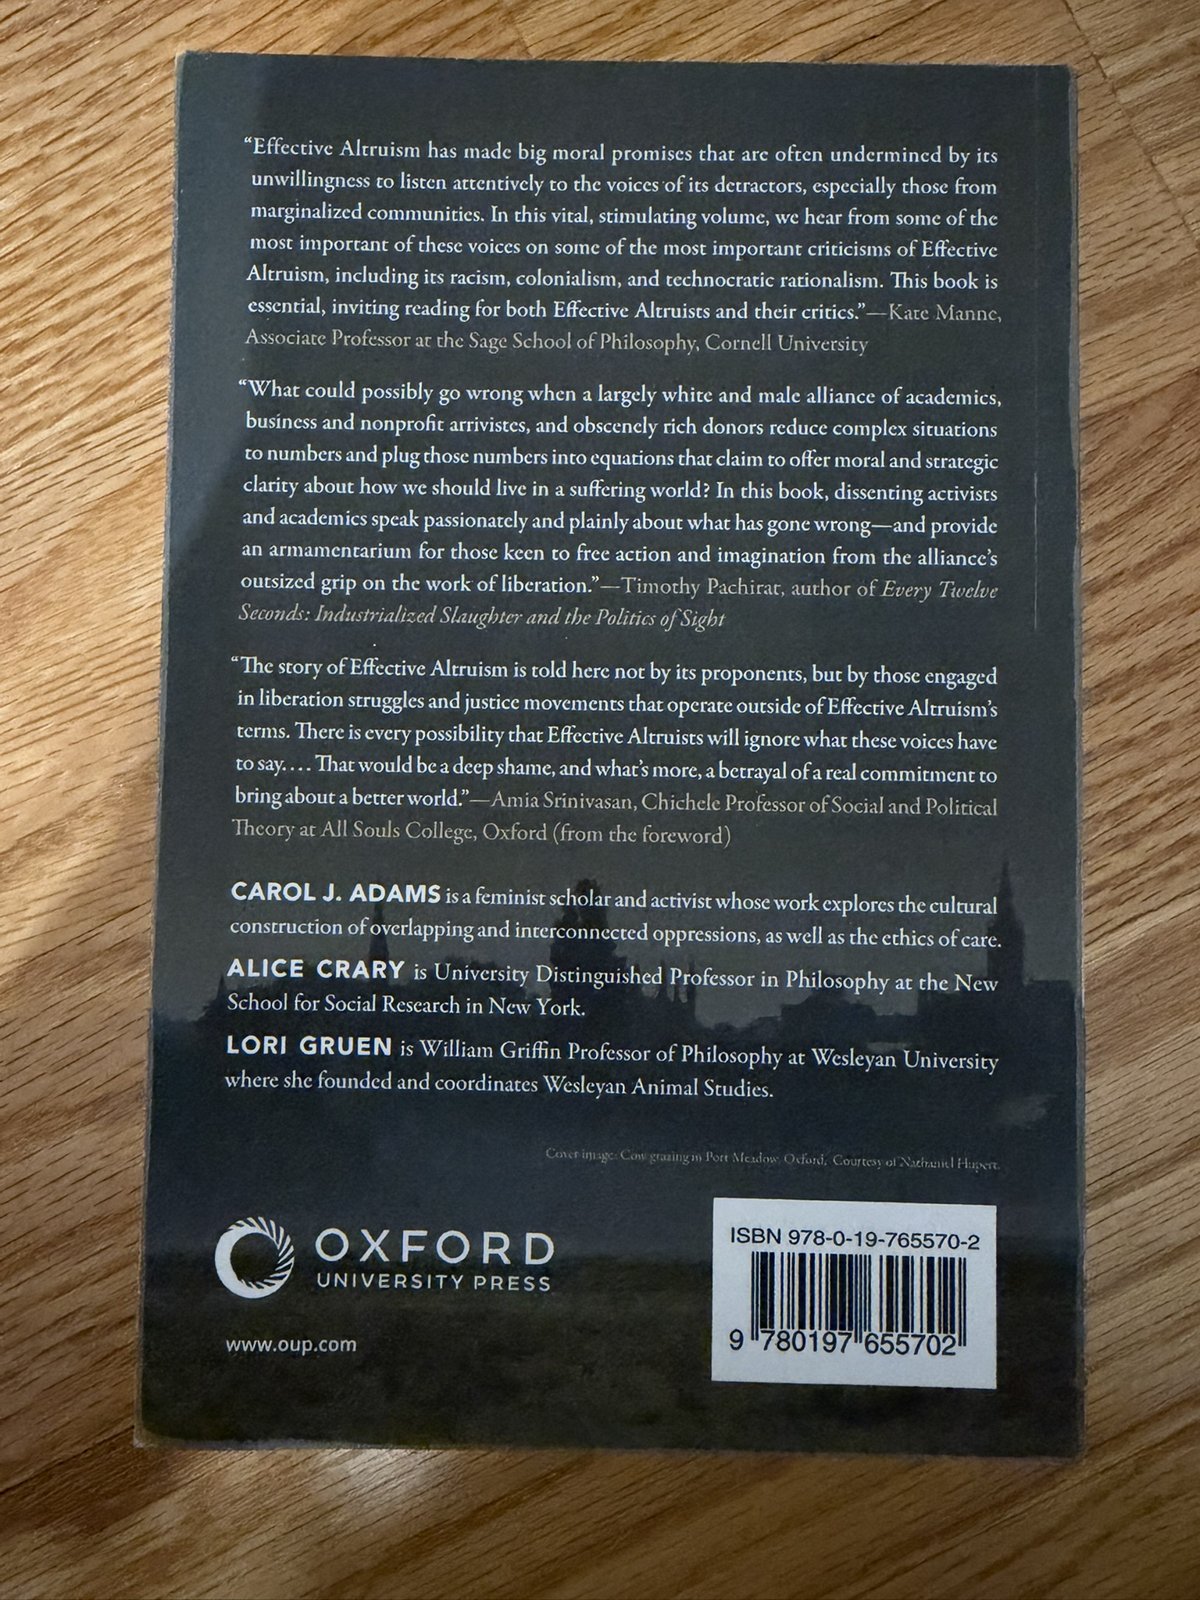 “Effective Altruism has made big moral promises that are often undermined by its
unwillingness to listen attentively to the voices of its detractors, especially those from
marginalized communities. In this vital, stimulating volume, we hear from some of the
most important of these voices on some of the most important criticisms of Effective
Altruism, including its racism, colonialism, and technocratic rationalism. This book is
essential, inviting reading for both Effective Altruists and their critics.”—Kate Manne,
Associate Professor at the Sage School of Philosophy, Cornell University
“What could possibly go wrong when a largely white and male alliance of academics,
business and nonprofit arrivistes, and obscenely rich donors reduce complex situations
to numbers and plug those numbers into equations that claim to offer moral and strategic
clarity about how we should live in a suffering world? In this book, dissenting activists
and academics speak passionately and plainly about what has gone wrong—and provide
an armamentarium for those keen to free action and imagination from the alliance’s
outsized grip on the work of liberation.”—Timothy Pachirat, author of Every Twelve
Seconds: Industrialized Slaughter and the Politics of Sight
“The story of Effective Altruism is told here not by its proponents, but by those engaged
in liberation struggles and justice movements that operate outside of Effective Altruism’s
terms. There is every possibility that Effective Altruists will ignore what these voices have
to say.... That would be a deep shame, and what’s more, a betrayal of a real commitment to
bring about a better world.”—Amia Srinivasan, Chichele Professor of Social and Political
Theory at All Souls College, Oxford (from the foreword)
CAROL J. ADAMS is a feminist scholar and activist whose work explores the cultural
construction of overlapping and interconnected oppressions, as well as the ethics of care.
ALICE CRARY is University Distinguished Professor in Philosophy at the New
School for Social Research in New York.
LORI GRUEN is William Griffin Professor of Philosophy at Wesleyan University
where she founded and coordinates Wesleyan Animal Studies.
Cover image: Cow grazing in Port Meadow, Oxford, Courtesy of Nathaniel Hupert.
OXFORD
UNIVERSITY PRESS
www.oup.com
ISBN 978-0-19-765570-2
9 780197 655702